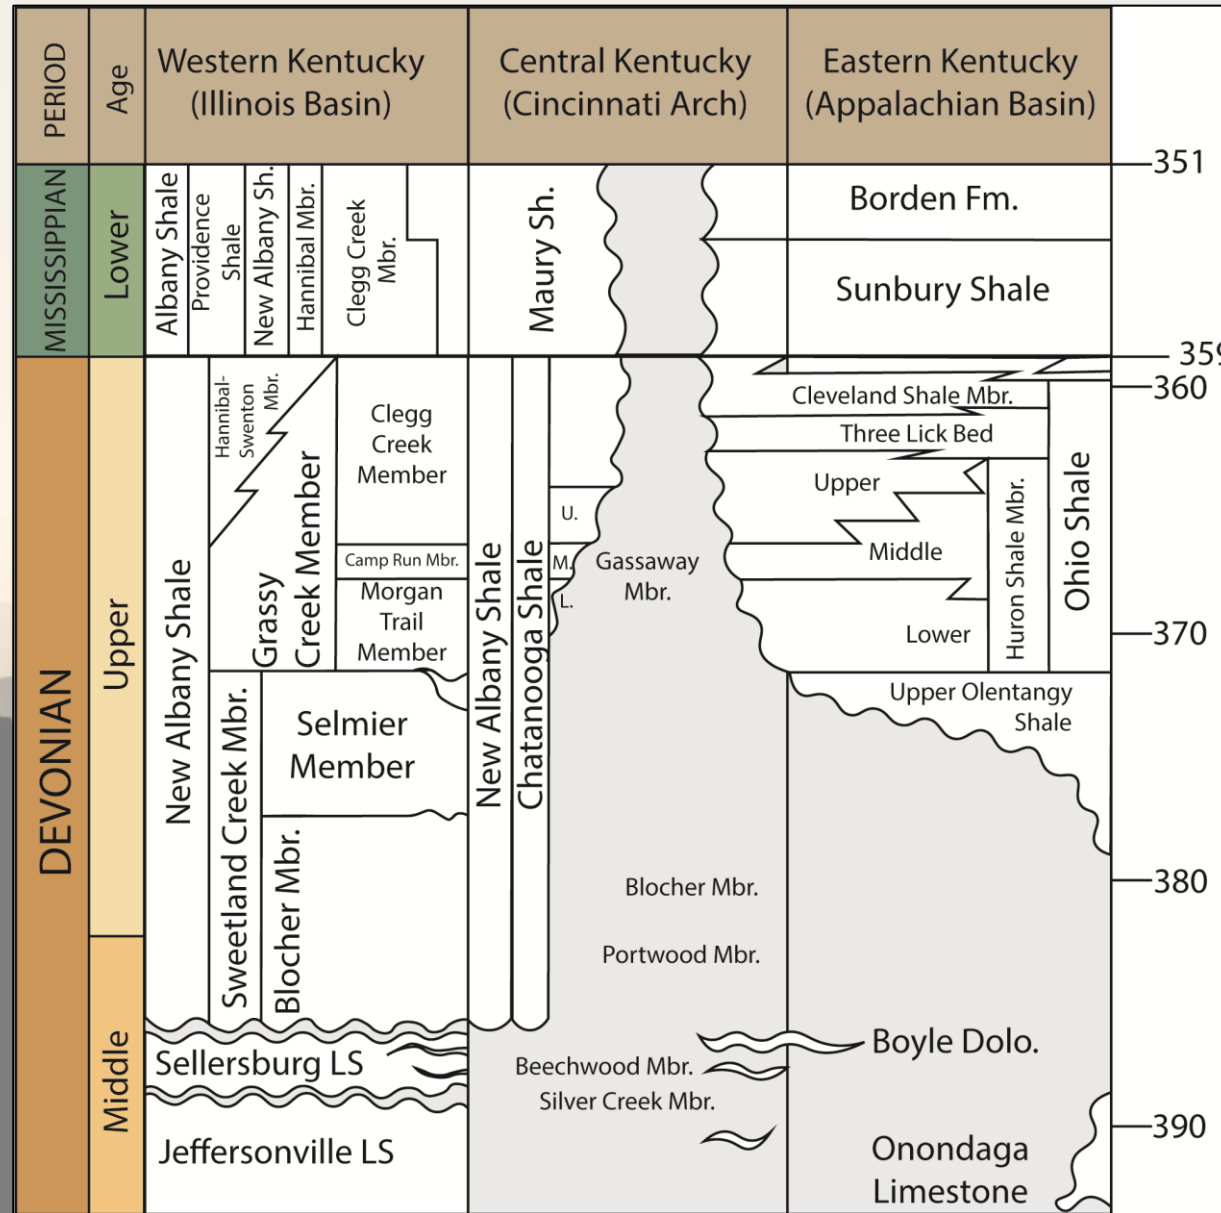 PERIOD
Age
Western Kentucky
(Illinois Basin)
Central Kentucky
(Cincinnati Arch)
Eastern Kentucky
(Appalachian Basin)
351
MISSISSIPPIAN
Lower
Albany Shale
Providence
Shale
New Albany Sh.
Hannibal Mbr.
Clegg Creek
Mbr.
Maury Sh.
Borden Fm.
Sunbury Shale
359
360
DEVONIAN
Upper
New Albany Shale
Hannibal-
Swenton
Mbr.
Grassy
Creek Member
Clegg
Creek
Member
Camp Run Mbr.
Morgan
Trail
Member
Sweetland Creek Mbr.
Selmier
Member
Blocher Mbr.
New Albany Shale
Chatanooga Shale
U.
M.
L.
Gassaway
Mbr.
Cleveland Shale Mbr.
Three Lick Bed
Upper
Middle
Lower
Huron Shale Mbr.
Ohio Shale
370
Upper Olentangy
Shale
Blocher Mbr.
380
Portwood Mbr.
Middle
Sellersburg LS
Jeffersonville LS
Boyle Dolo.
Beechwood Mbr.
Silver Creek Mbr.
390
Onondaga
Limestone